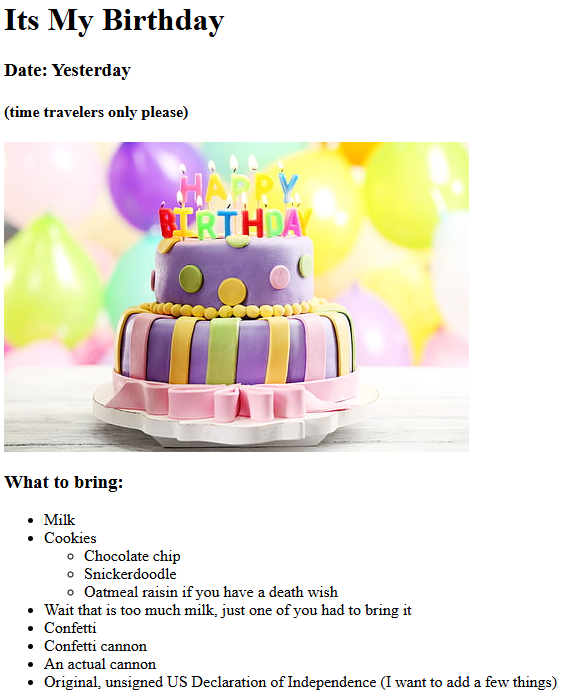 Its My Birthday
Date: Yesterday
(time travelers only please)
HAPPY
BIRTHDAY
What to bring:
Milk
Cookies
Chocolate chip
Snickerdoodle
Oatmeal raisin if you have a death wish
Wait that is too much milk, just one of you had to bring it
Confetti
Confetti cannon
An actual cannon
Original, unsigned US Declaration of Independence (I want to add a few things)